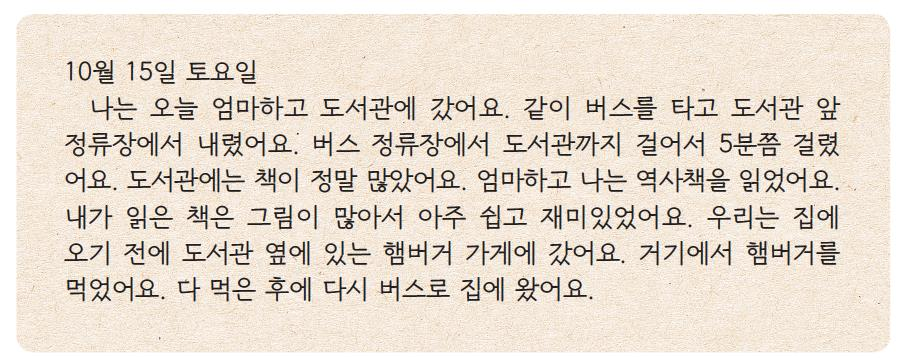 10월 15일 토요일
나는 오늘 엄마하고 도서관에 갔어요. 같이 버스를 타고 도서관 앞
정류장에서 내렸어요. 버스 정류장에서 도서관까지 걸어서 5분쯤 걸렸
어요. 도서관에는 책이 정말 많았어요. 엄마하고 나는 역사책을 읽었어요.
내가 읽은 책은 그림이 많아서 아주 쉽고 재미있었어요. 우리는 집에
오기 전에 도서관 옆에 있는 햄버거 가게에 갔어요. 거기에서 햄버거를
먹었어요. 다 먹은 후에 다시 버스로 집에 왔어요.